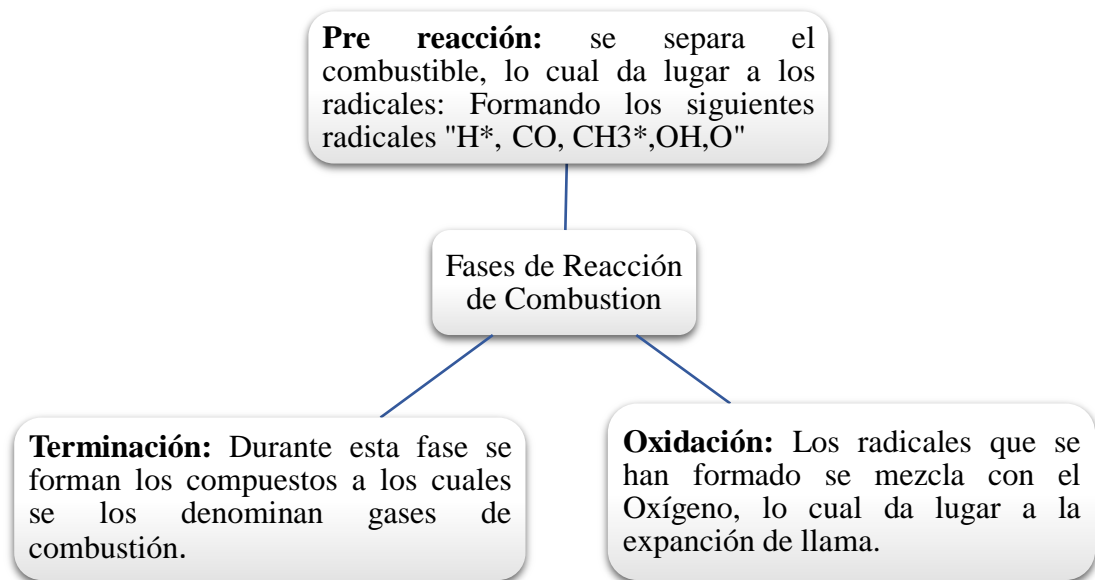 Pre reacción: se separa el
combustible, lo cual da lugar a los
radicales: Formando los siguientes
radicales "H*, CO, CH3*,OH,O"
Fases de Reacción
de Combustion
Terminación: Durante esta fase se
forman los compuestos a los cuales
se los denominan gases de
combustión.
Oxidación: Los radicales que se
han formado se mezcla con el
Oxígeno, lo cual da lugar a la
expanción de llama.